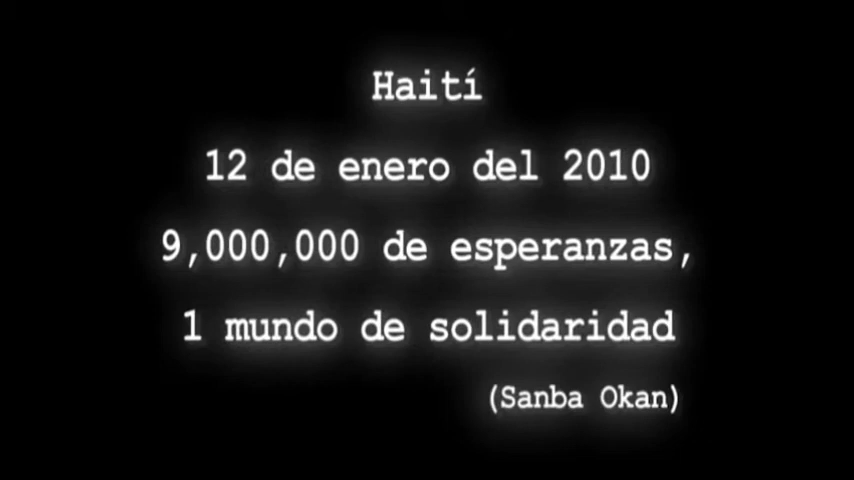 Haití
12 de enero del 2010
9,000,000 de esperanzas,
1 mundo de solidaridad
(Sanba Okan)